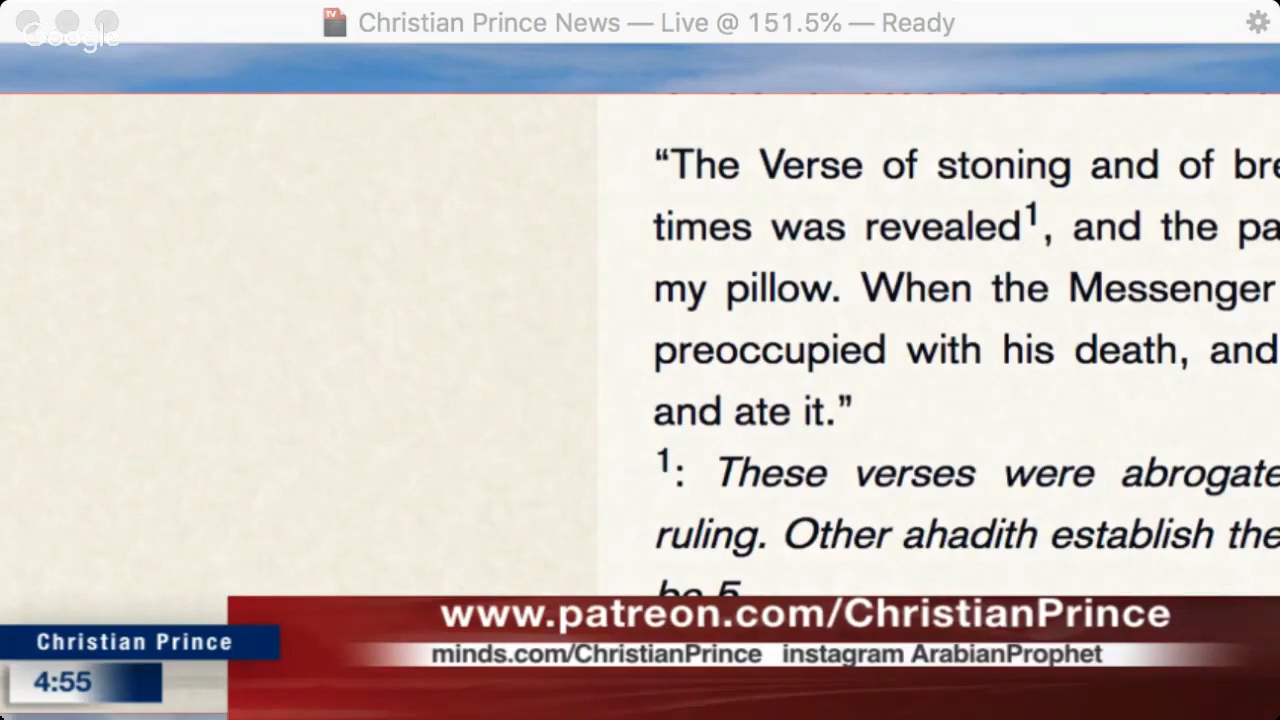 Christian Prince News — Live @ 151.5% — Ready
Google
“The Verse of stoning and of bre
times was revealed¹, and the pa
my pillow. When the Messenger
preoccupied with his death, and
and ate it.”
¹: These verses were abrogate
ruling. Other ahadith establish the
be 5
www.patreon.com/ChristianPrince
Christian Prince
minds.com/ChristianPrince instagram ArabianProphet
4:55